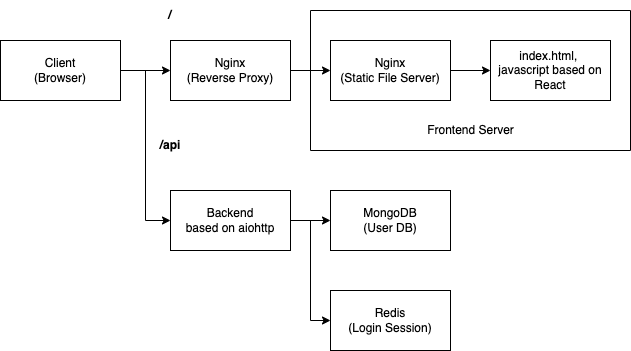 /
Client
(Browser)
Nginx
(Reverse Proxy)
Nginx
(Static File Server)
index.html,
javascript based on
React
Frontend Server
/api
Backend
based on aiohttp
MongoDB
(User DB)
Redis
(Login Session)